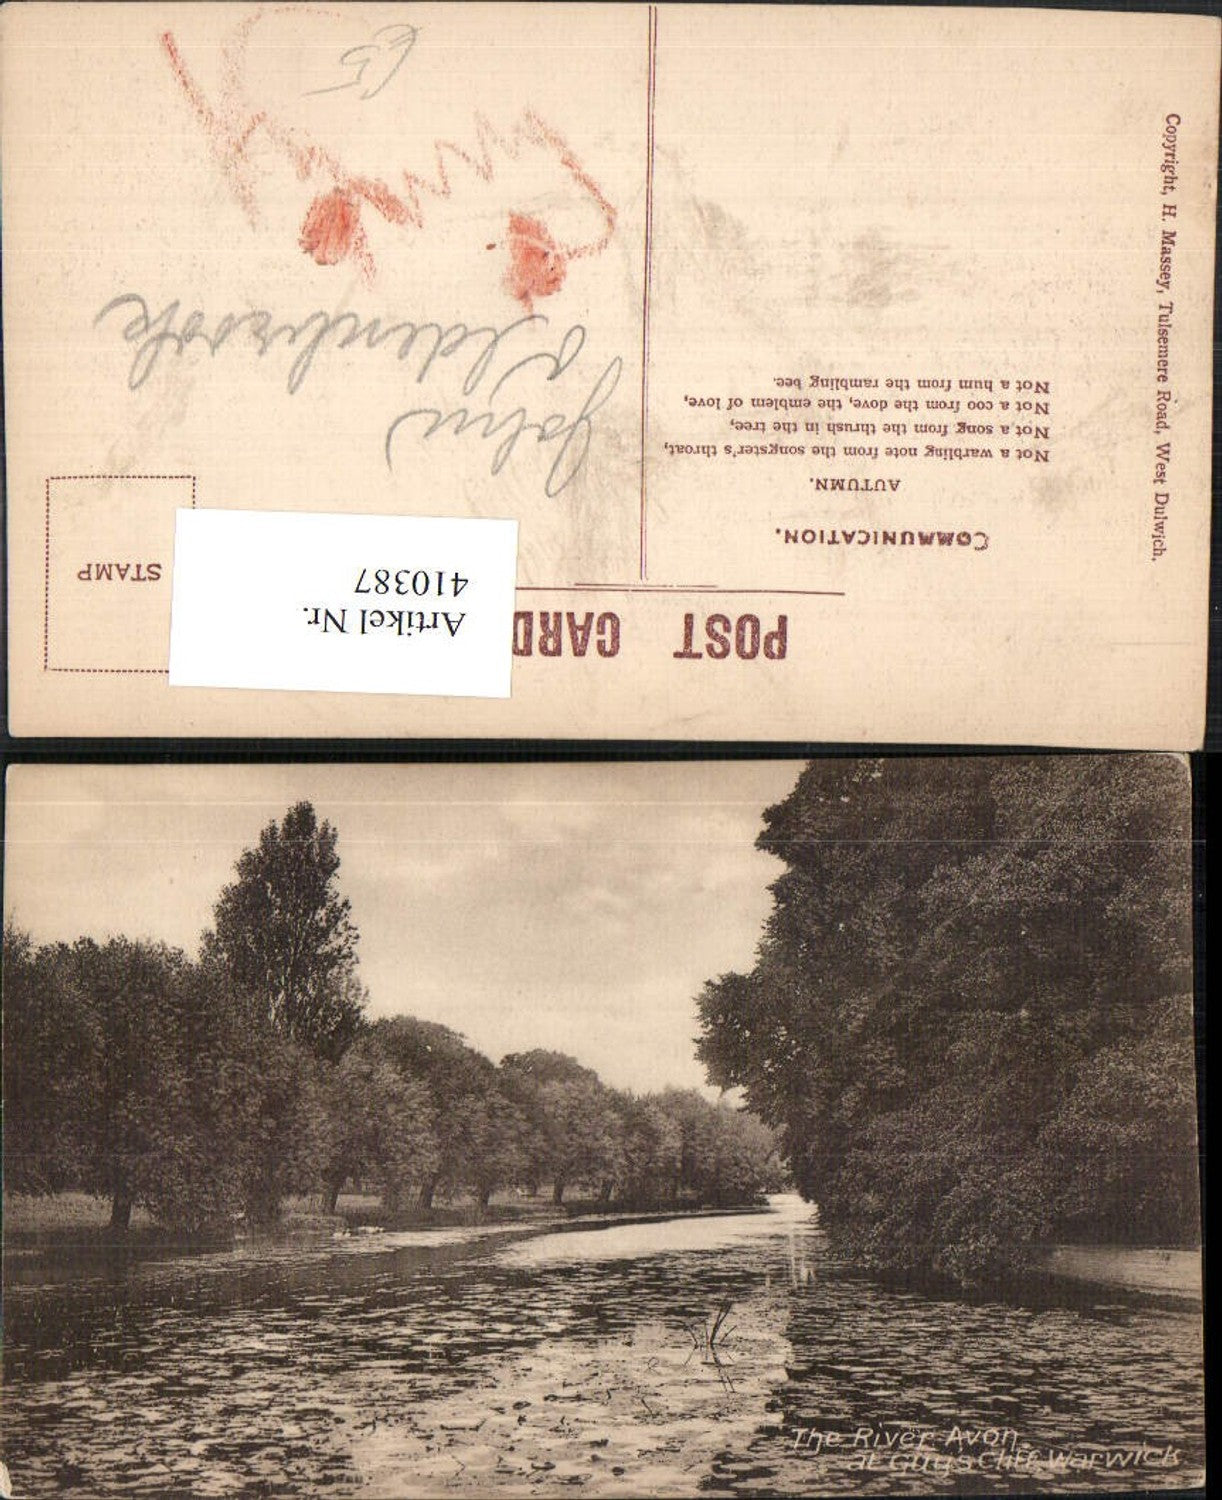 POST CARD
STAMP
Artikel Nr.
410387
COMMUNICATION.
AUTUMN.
Not a warbling note from the songster's throat,
Not a song from the thrush in the tree,
Not a coo from the dove, the emblem of love,
Not a hum from the rambling bee.
Copyright, H. Massey, Tulsemere Road, West Dulwich.
John
The River Avon
at Guys Cliff, Warwick